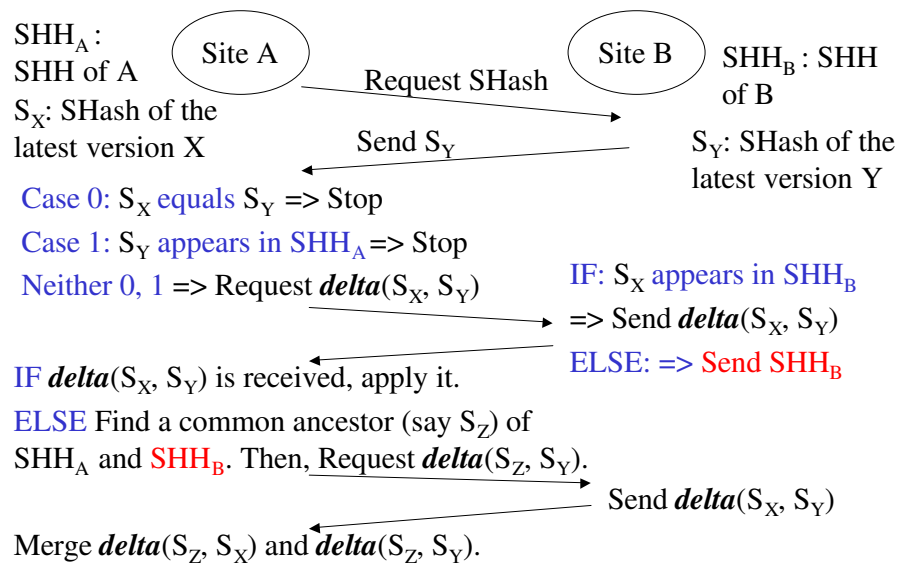 SHH_A :
SHH of A
S_X: SHash of the
latest version X
Site A
Site B
SHH_B : SHH
of B
S_Y: SHash of the
latest version Y
Request SHash
Send S_Y
Case 0: S_X equals S_Y => Stop
Case 1: S_Y appears in SHH_A => Stop
Neither 0, 1 => Request delta(S_X, S_Y)
IF: S_X appears in SHH_B
=> Send delta(S_X, S_Y)
ELSE: => Send SHH_B
IF delta(S_X, S_Y) is received, apply it.
ELSE Find a common ancestor (say S_Z) of
SHH_A and SHH_B. Then, Request delta(S_Z, S_Y).
Send delta(S_X, S_Y)
Merge delta(S_Z, S_X) and delta(S_Z, S_Y).